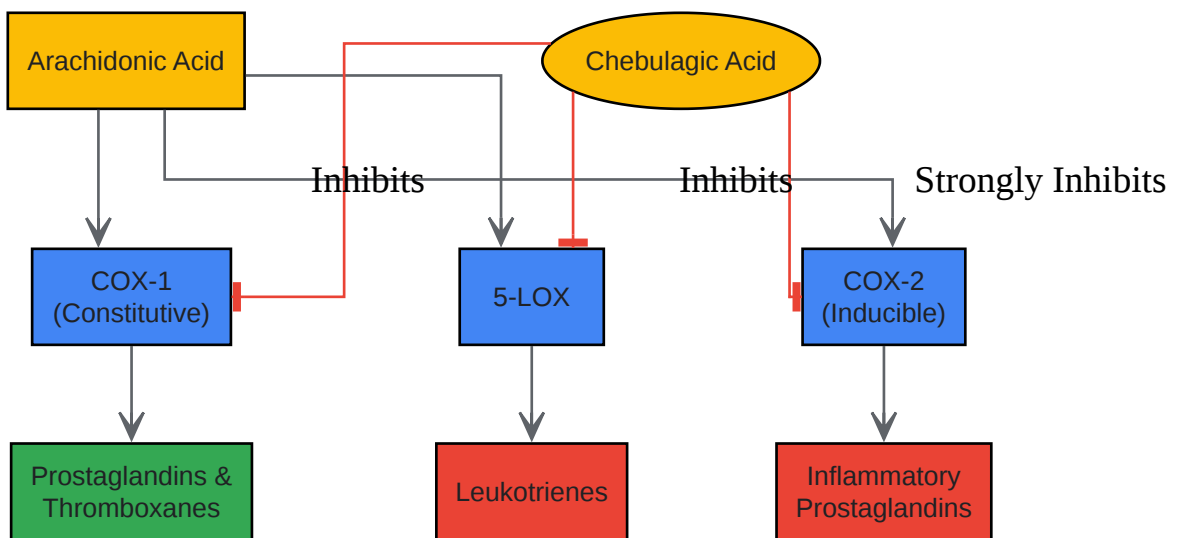 Arachidonic Acid
Chebulagic Acid
Inhibits
Inhibits
Strongly Inhibits
COX-1
(Constitutive)
5-LOX
COX-2
(Inducible)
Prostaglandins &
Thromboxanes
Leukotrienes
Inflammatory
Prostaglandins